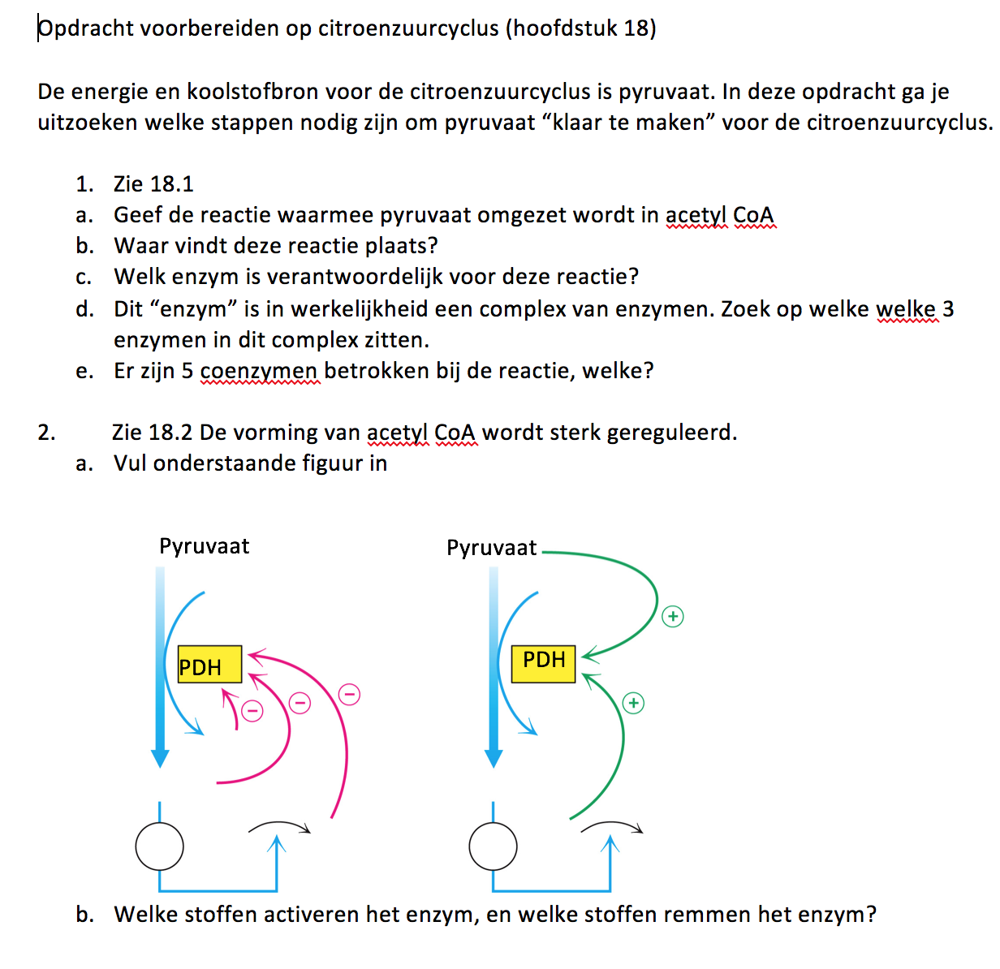 Opdracht voorbereiden op citroenzuurcyclus (hoofdstuk 18)
De energie en koolstofbron voor de citroenzuurcyclus is pyruvaat. In deze opdracht ga je
uitzoeken welke stappen nodig zijn om pyruvaat “klaar te maken” voor de citroenzuurcyclus.
1. Zie 18.1
a. Geef de reactie waarmee pyruvaat omgezet wordt in acetyl CoA
b. Waar vindt deze reactie plaats?
c. Welk enzym is verantwoordelijk voor deze reactie?
d. Dit “enzym” is in werkelijkheid een complex van enzymen. Zoek op welke welke 3
enzymen in dit complex zitten.
e. Er zijn 5 coenzymen betrokken bij de reactie, welke?
2. Zie 18.2 De vorming van acetyl CoA wordt sterk gereguleerd.
a. Vul onderstaande figuur in
Pyruvaat Pyruvaat
+
PDH PDH
− − − +
b. Welke stoffen activeren het enzym, en welke stoffen remmen het enzym?